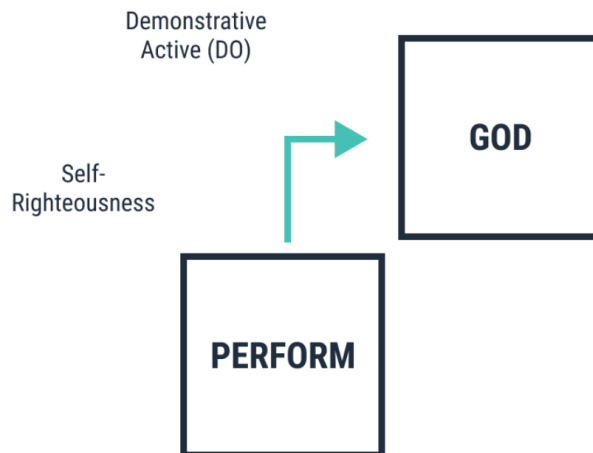 Demonstrative
Active (DO)
GOD
Self-
Righteousness
PERFORM